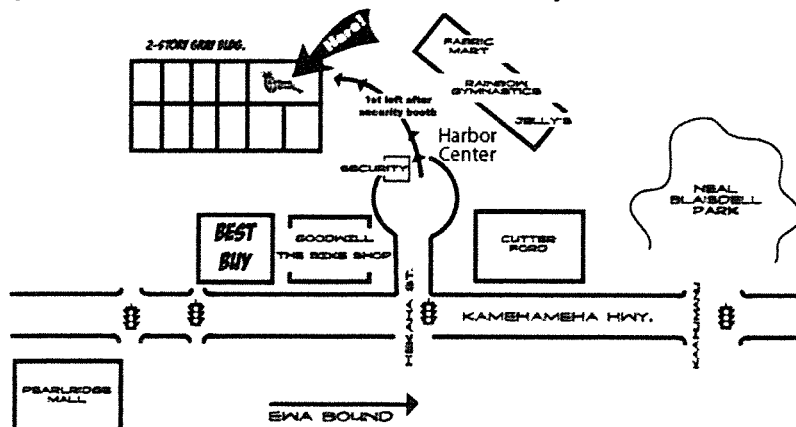 2-STORY GRAY BLDG.
Here!
1st left after
security booth
FABRIC
MART
RAINBOW
GYMNASTICS
JELLY'S
Harbor
Center
SECURITY
NEAL
BLAISDELL
PARK
BEST
BUY
GOODWILL
THE BIKE SHOP
CUTTER
FORD
HEKAHA ST.
KAMEHAMEHA HWY.
KAAHUMANU
PEARLRIDGE
MALL
EWA BOUND